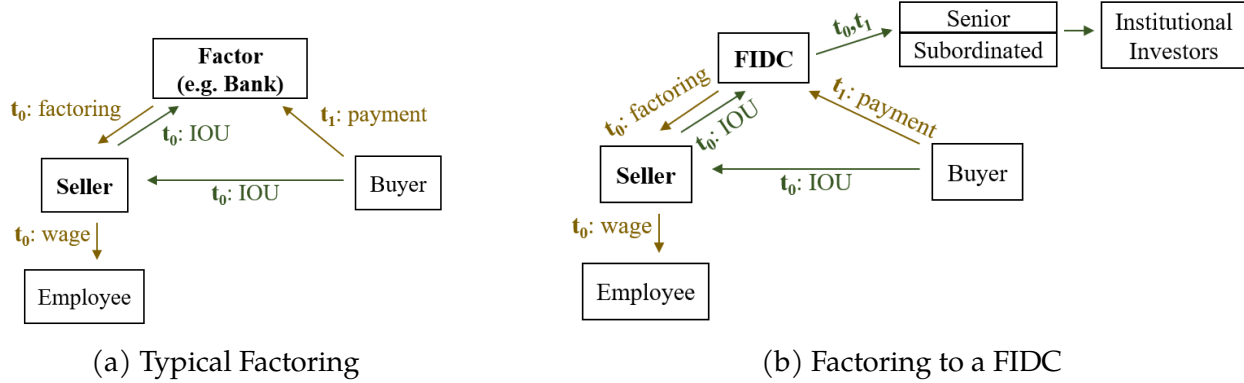 Factor
(e.g. Bank)
t₀: factoring
t₀: IOU
t₁: payment
Seller
t₀: IOU
Buyer
t₀: wage
Employee
(a) Typical Factoring
FIDC
t₀,t₁
Senior
Subordinated
Institutional
Investors
t₀: factoring
t₀: IOU
t₁: payment
Seller
t₀: IOU
Buyer
t₀: wage
Employee
(b) Factoring to a FIDC